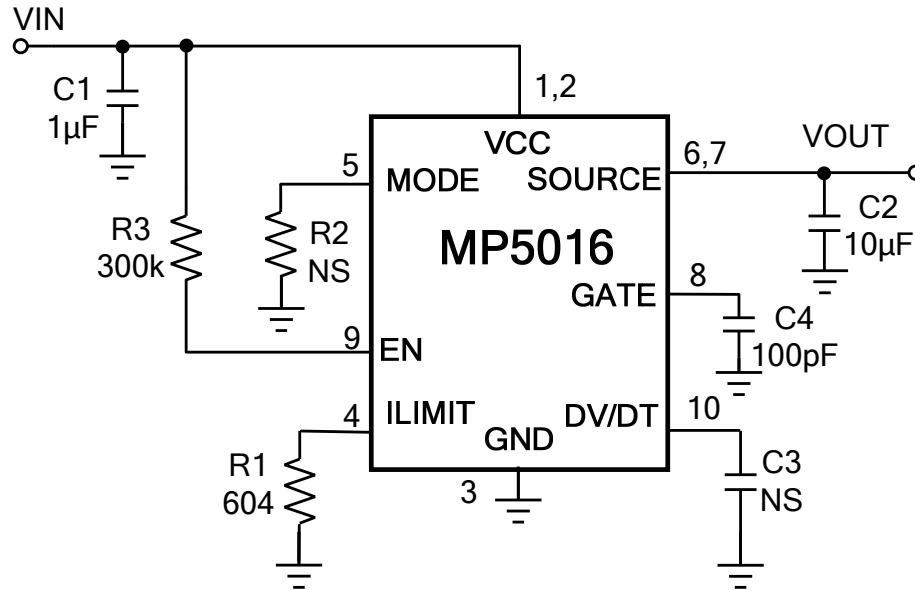 VIN
C1
1µF
1,2
VCC
5
MODE
SOURCE
6,7
VOUT
R3
300k
R2
NS
MP5016
C2
10µF
GATE
8
C4
100pF
9
EN
4
ILIMIT
GND
DV/DT
10
R1
604
3
C3
NS